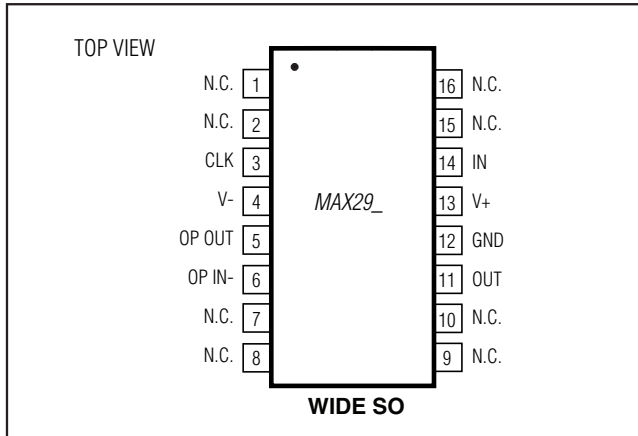 TOP VIEW
N.C. 1 16 N.C.
N.C. 2 15 N.C.
CLK 3 14 IN
V- 4 MAX29_ 13 V+
OP OUT 5 12 GND
OP IN- 6 11 OUT
N.C. 7 10 N.C.
N.C. 8 9 N.C.
WIDE SO